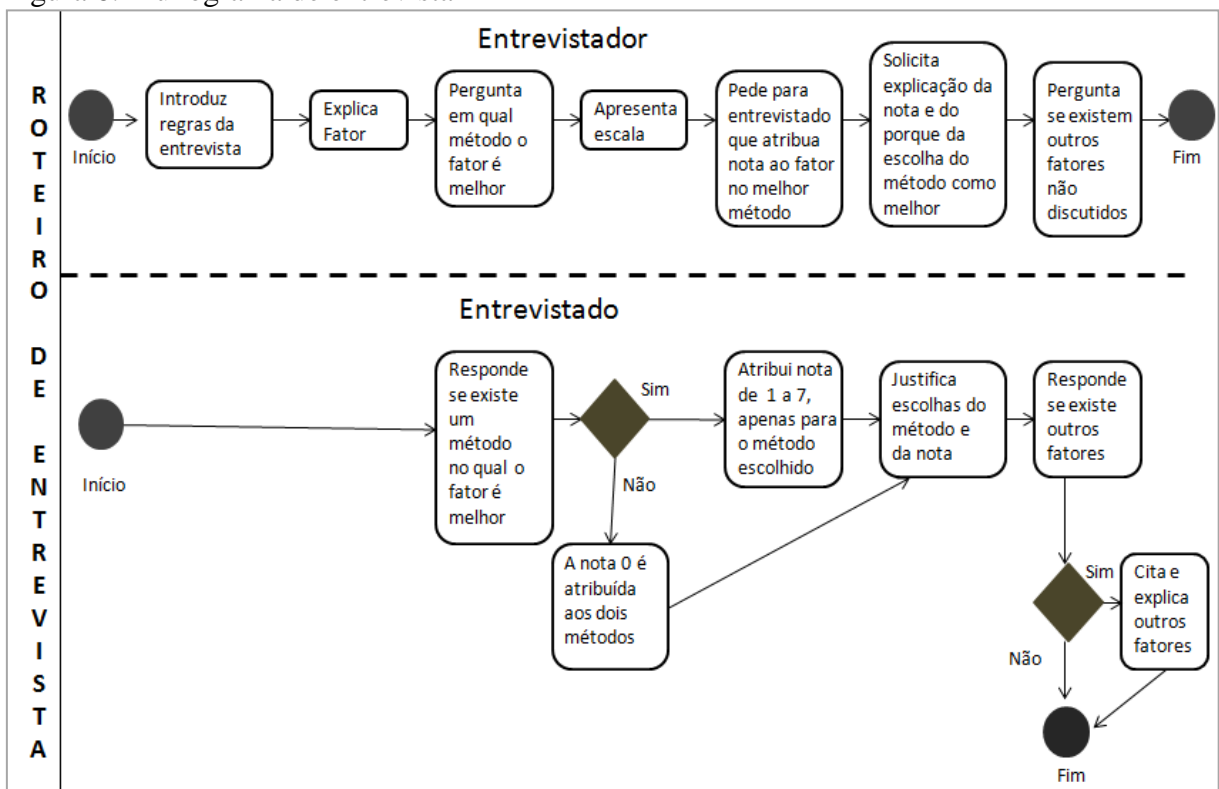 Entrevistador
R
O
T
E
I
R
O
D
E
E
N
T
R
E
V
I
S
T
A
Início
Introduz
regras da
entrevista
Explica
Fator
Pergunta
em qual
método o
fator é
melhor
Apresenta
escala
Pede para
entrevistado
que atribua
nota ao fator
no melhor
método
Solicita
explicação da
nota e do
porque da
escolha do
método como
melhor
Pergunta
se existem
outros
fatores
não
discutidos
Fim
Entrevistado
Início
Responde
se existe
um
método
no qual o
fator é
melhor
Sim
Não
A nota 0 é
atribuída
aos dois
métodos
Atribui nota
de 1 a 7,
apenas para
o método
escolhido
Justifica
escolhas do
método e
da nota
Responde
se existe
outros
fatores
Sim
Não
Cita e
explica
outros
fatores
Fim